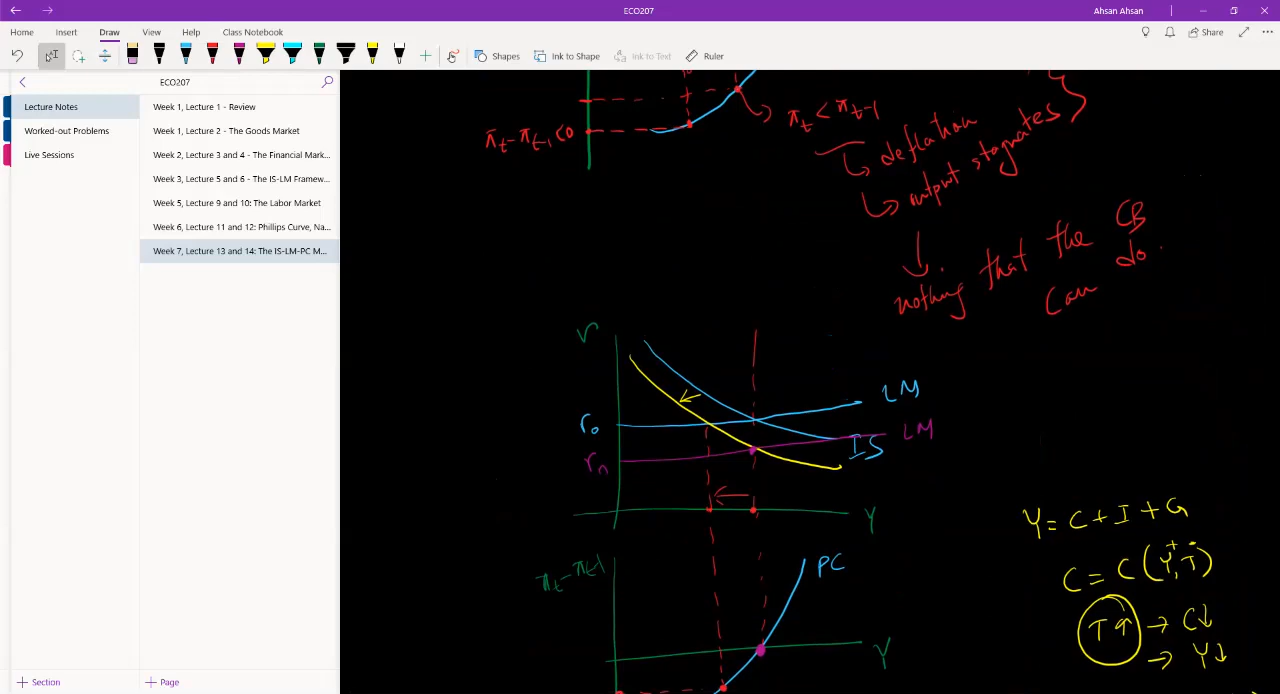 ECO207
Ahsan Ahsan
Home Insert Draw View Help Class Notebook
Share
Shapes Ink to Shape Ink to Text Ruler
ECO207
Lecture Notes
Worked-out Problems
Live Sessions
Week 1, Lecture 1 - Review
Week 1, Lecture 2 - The Goods Market
Week 2, Lecture 3 and 4 - The Financial Mark...
Week 3, Lecture 5 and 6 - The IS-LM Framew...
Week 5, Lecture 9 and 10: The Labor Market
Week 6, Lecture 11 and 12: Phillips Curve, Na...
Week 7, Lecture 13 and 14: The IS-LM-PC M...
+ Section
+ Page
πt - πt-1 < 0
πt < πt-1
↳ deflation
↳ output stagnates
↓
nothing that the CB
can do.
r
LM
r₀
LM
IS
rn
Y
Y = C + I + G
πt - πt-1
PC
C = C (Y⁺, T⁻)
T↑ → C↓
→ Y↓
Y